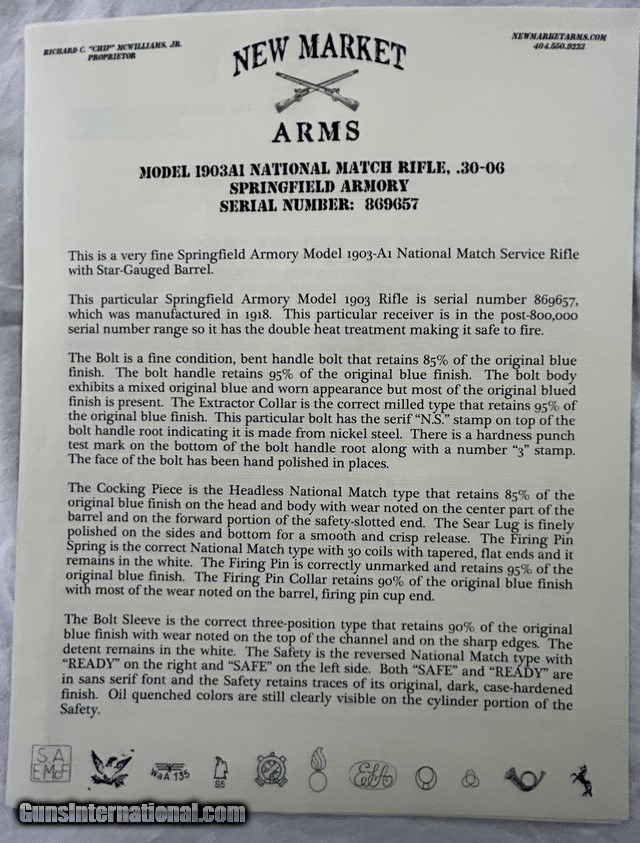 RICHARD C. "CHIP" MCWILLIAMS, JR.
PROPRIETOR
NEW MARKET
ARMS
NEWMARKETARMS.COM
404.550.9223
MODEL 1903A1 NATIONAL MATCH RIFLE, .30-06
SPRINGFIELD ARMORY
SERIAL NUMBER: 869657
This is a very fine Springfield Armory Model 1903-A1 National Match Service Rifle
with Star-Gauged Barrel.
This particular Springfield Armory Model 1903 Rifle is serial number 869657,
which was manufactured in 1918. This particular receiver is in the post-800,000
serial number range so it has the double heat treatment making it safe to fire.
The Bolt is a fine condition, bent handle bolt that retains 85% of the original blue
finish. The bolt handle retains 95% of the original blue finish. The bolt body
exhibits a mixed original blue and worn appearance but most of the original blued
finish is present. The Extractor Collar is the correct milled type that retains 95% of
the original blue finish. This particular bolt has the serif "N.S." stamp on top of the
bolt handle root indicating it is made from nickel steel. There is a hardness punch
test mark on the bottom of the bolt handle root along with a number "3" stamp.
The face of the bolt has been hand polished in places.
The Cocking Piece is the Headless National Match type that retains 85% of the
original blue finish on the head and body with wear noted on the center part of the
barrel and on the forward portion of the safety-slotted end. The Sear Lug is finely
polished on the sides and bottom for a smooth and crisp release. The Firing Pin
Spring is the correct National Match type with 30 coils with tapered, flat ends and it
remains in the white. The Firing Pin is correctly unmarked and retains 95% of the
original blue finish. The Firing Pin Collar retains 90% of the original blue finish
with most of the wear noted on the barrel, firing pin cup end.
The Bolt Sleeve is the correct three-position type that retains 90% of the original
blue finish with wear noted on the top of the channel and on the sharp edges. The
detent remains in the white. The Safety is the reversed National Match type with
"READY" on the right and "SAFE" on the left side. Both "SAFE" and "READY" are
in sans serif font and the Safety retains traces of its original, dark, case-hardened
finish. Oil quenched colors are still clearly visible on the cylinder portion of the
Safety.
S A
E McF
WaA 135
S5
GunsInternational.com